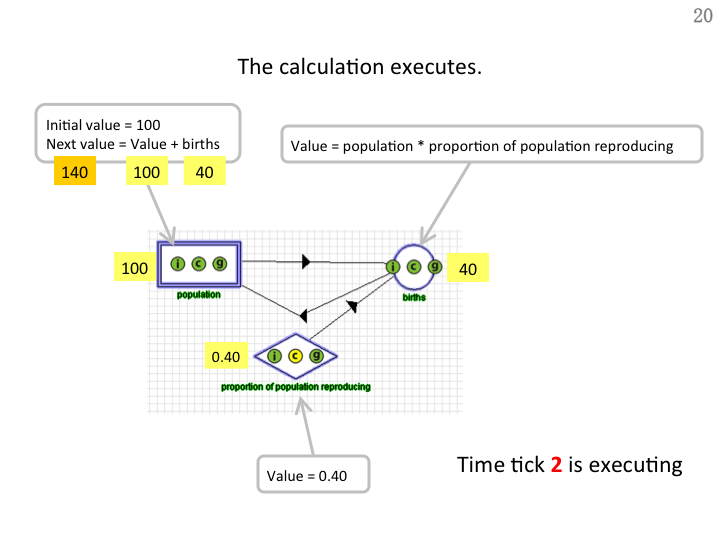 20
The calculation executes.
Initial value = 100
Next value = Value + births
140 100 40
Value = population * proportion of population reproducing
100
i c g
population
i c g
births
40
0.40
i c g
proportion of population reproducing
Value = 0.40
Time tick 2 is executing